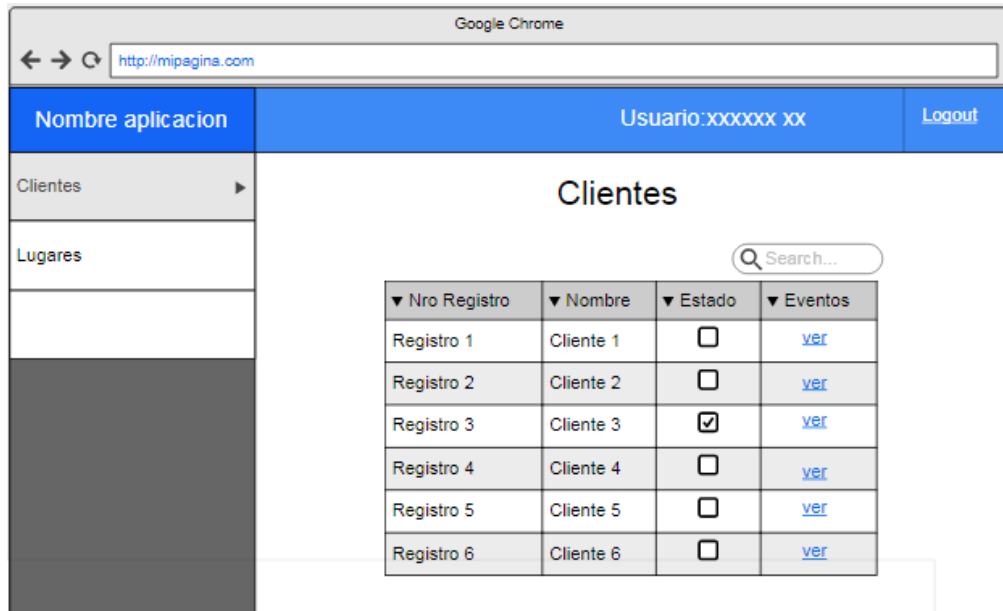 Google Chrome
http://mipagina.com
Nombre aplicacion
Usuario:xxxxxx xx
Logout
Clientes
Lugares
Clientes
Search...
Nro Registro Nombre Estado Eventos
Registro 1 Cliente 1 ver
Registro 2 Cliente 2 ver
Registro 3 Cliente 3 ver
Registro 4 Cliente 4 ver
Registro 5 Cliente 5 ver
Registro 6 Cliente 6 ver